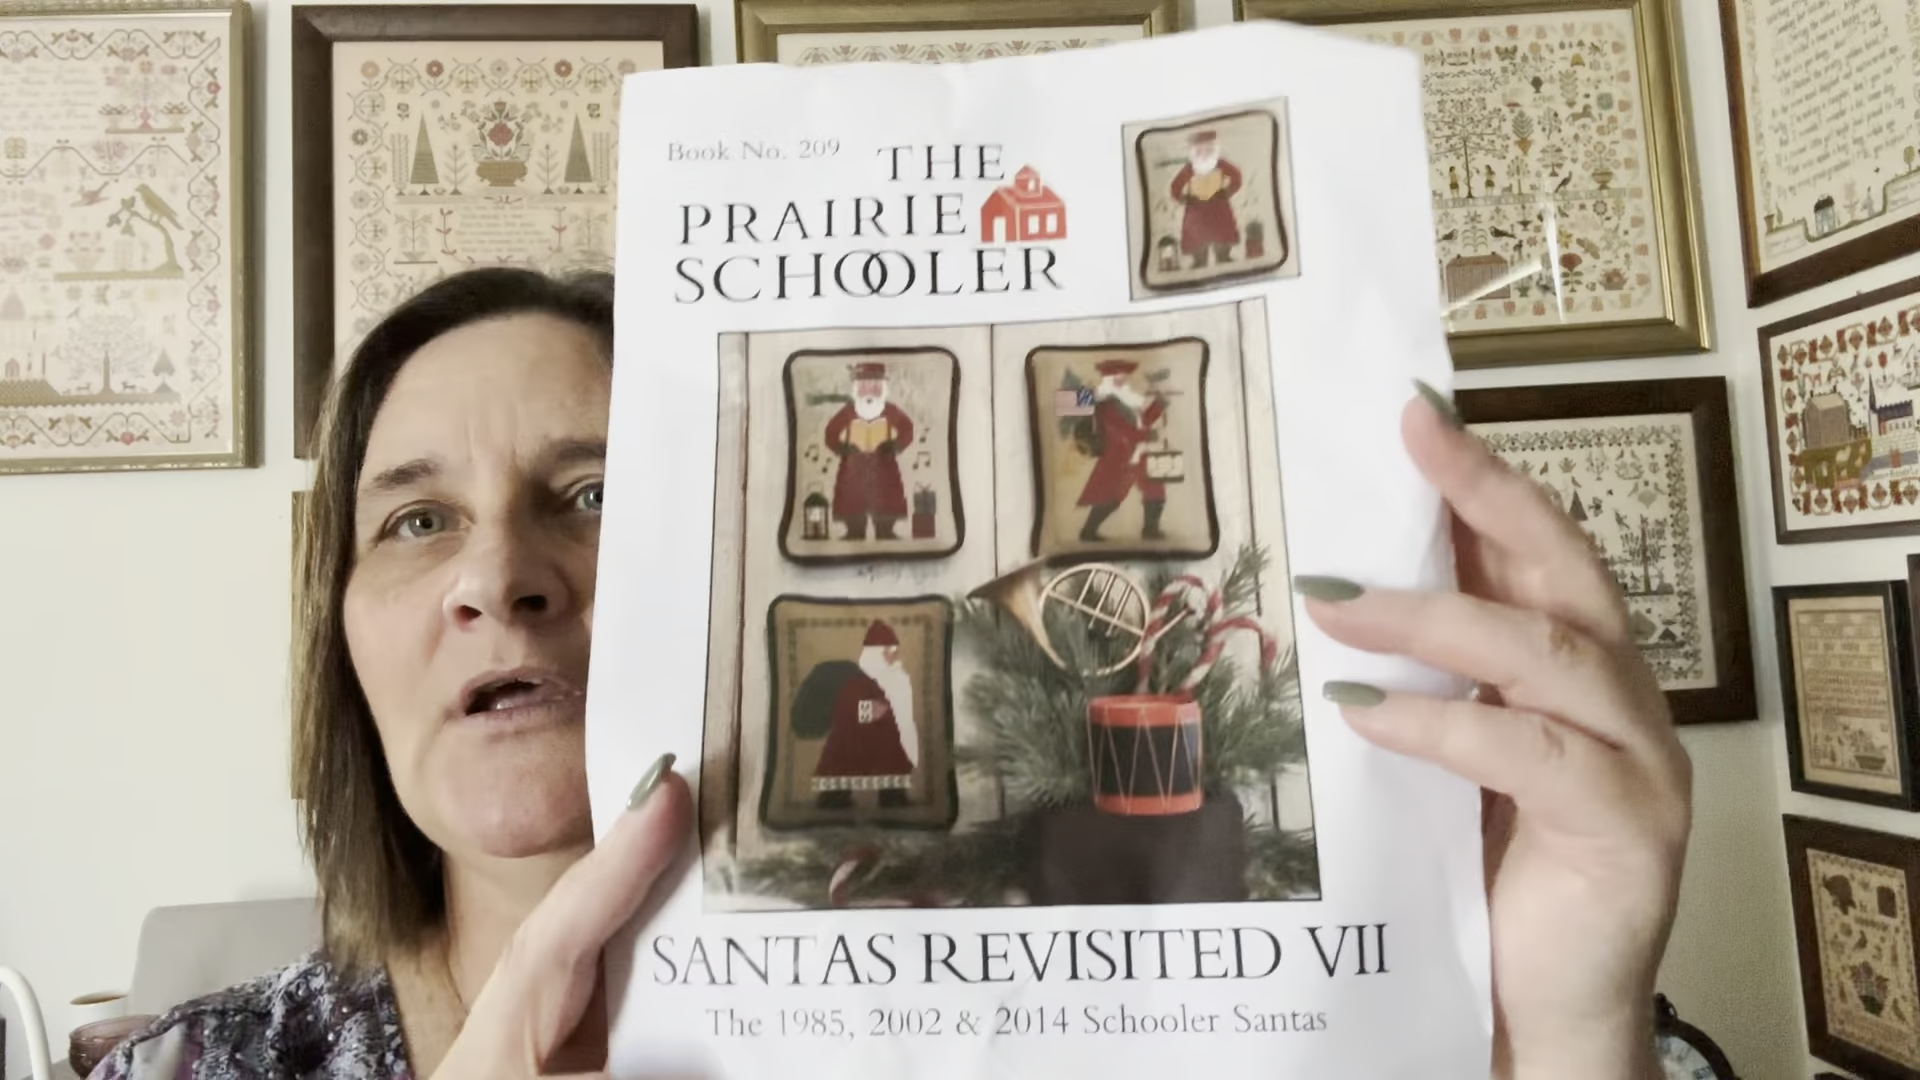 Book No. 209
THE
PRAIRIE
SCHOOLER
SANTAS REVISITED VII
The 1985, 2002 & 2014 Schooler Santas